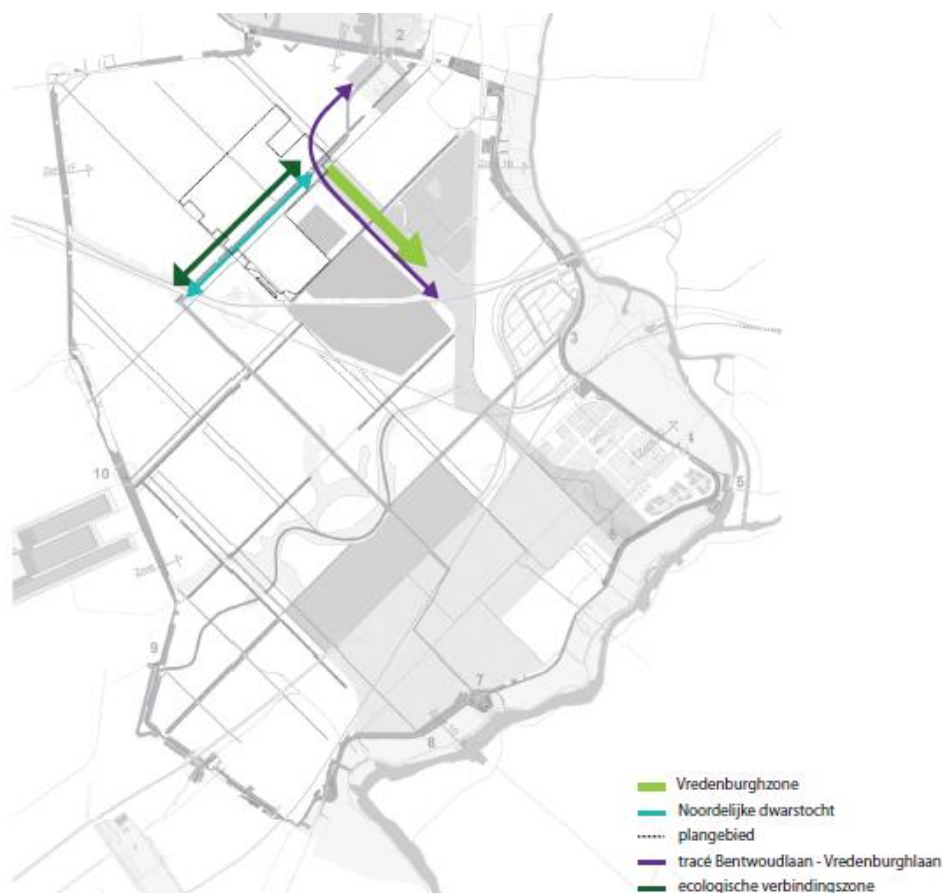 2
3
4
5
6
10
9
7
8
Vredenburghzone
Noordelijke dwarstocht
plangebied
tracé Bentwoudlaan - Vredenburghlaan
ecologische verbindingszone